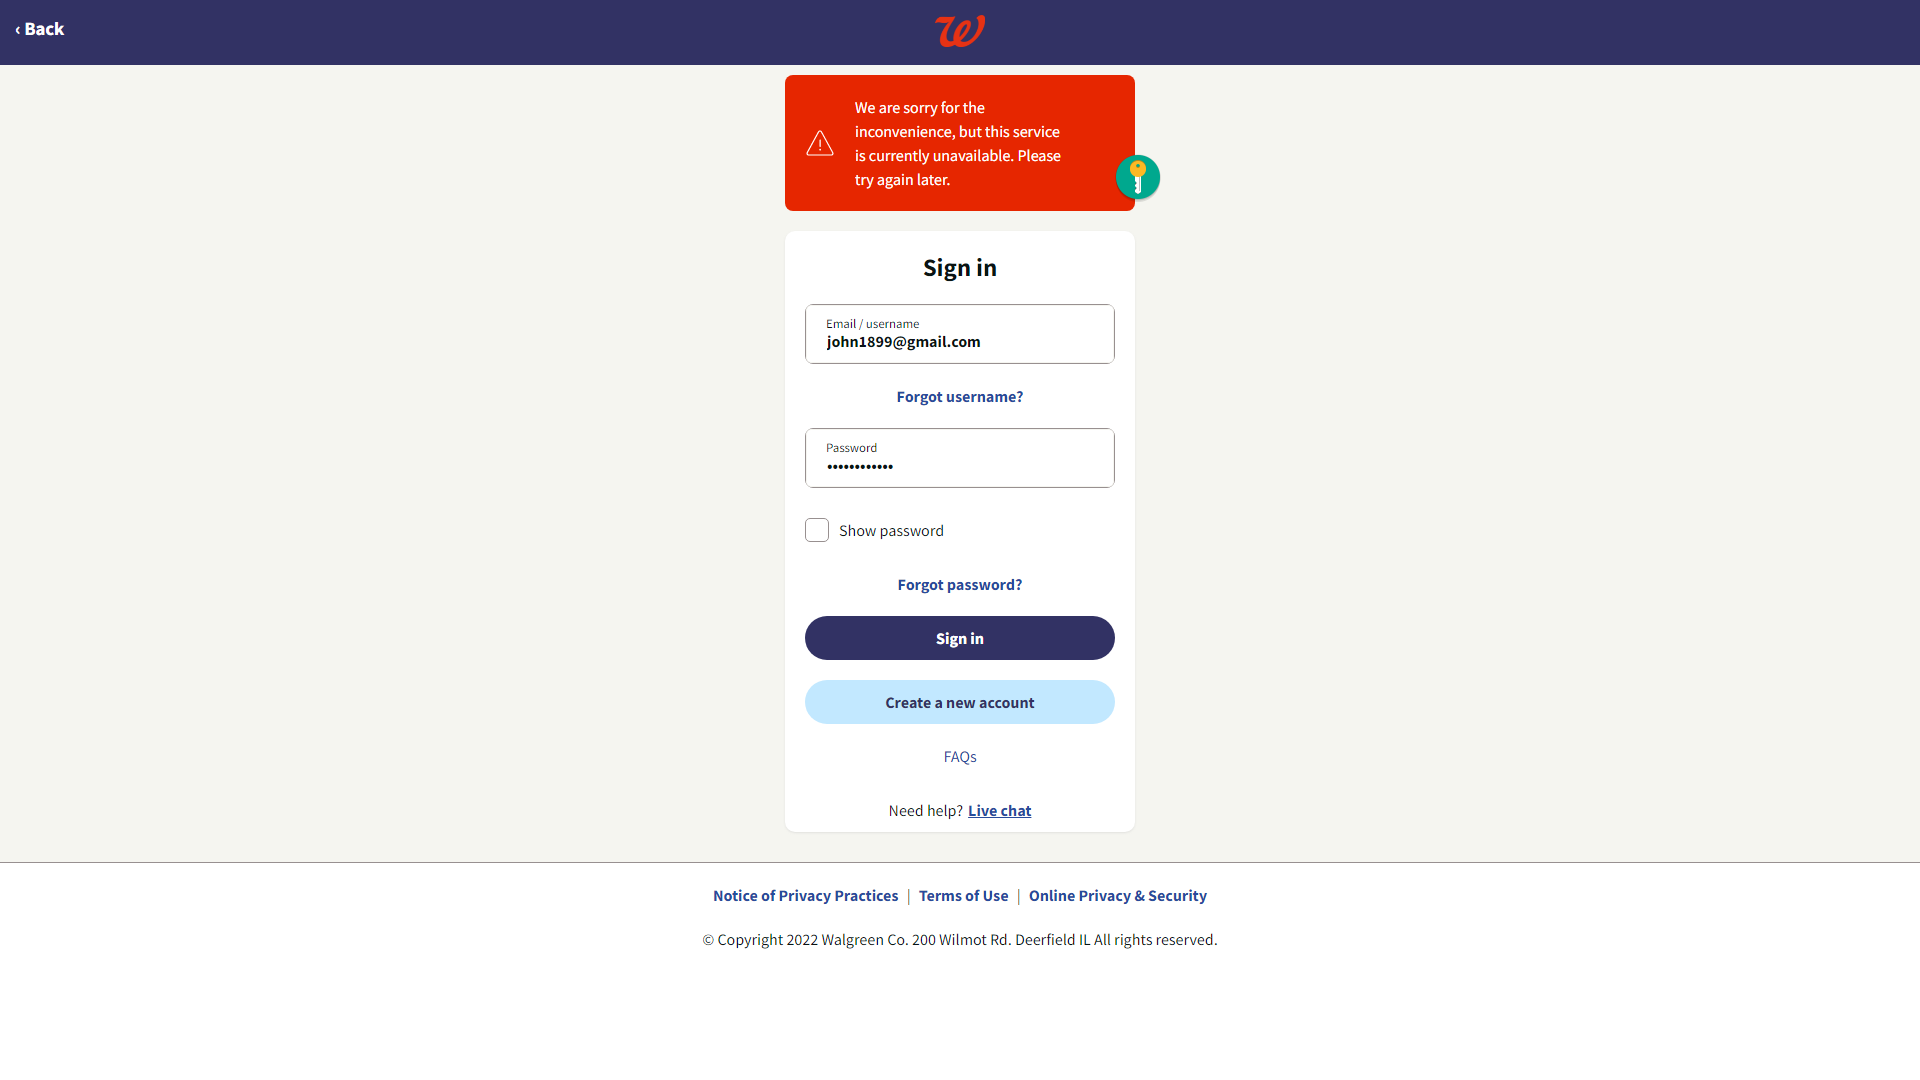 ‹ Back
W
We are sorry for the
inconvenience, but this service
is currently unavailable. Please
try again later.
Sign in
Email / username
john1899@gmail.com
Forgot username?
Password
••••••••••••
Show password
Forgot password?
Sign in
Create a new account
FAQs
Need help? Live chat
Notice of Privacy Practices | Terms of Use | Online Privacy & Security
© Copyright 2022 Walgreen Co. 200 Wilmot Rd. Deerfield IL All rights reserved.